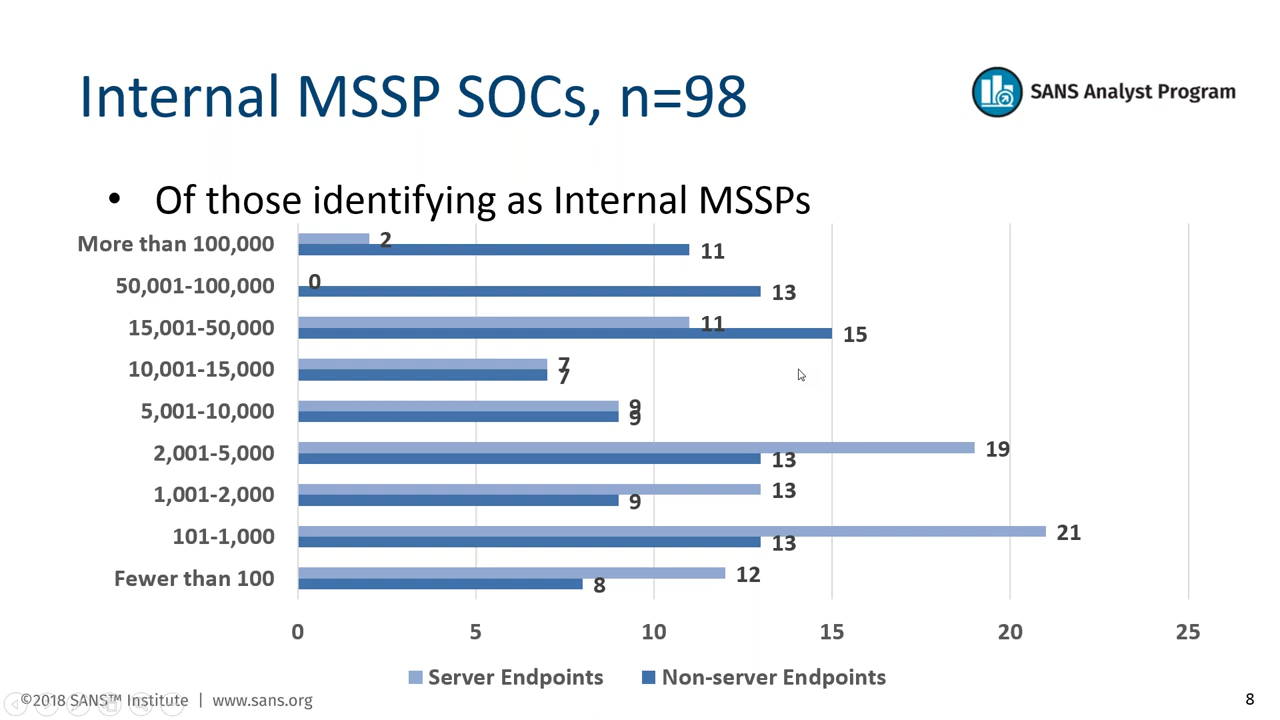 Internal MSSP SOCs, n=98
SANS Analyst Program
• Of those identifying as Internal MSSPs
More than 100,000 2 11
50,001-100,000 0 13
15,001-50,000 11 15
10,001-15,000 7 7
5,001-10,000 9 9
2,001-5,000 19 13
1,001-2,000 13 9
101-1,000 21 13
Fewer than 100 12 8
0 5 10 15 20 25
Server Endpoints Non-server Endpoints
©2018 SANS™ Institute | www.sans.org
8